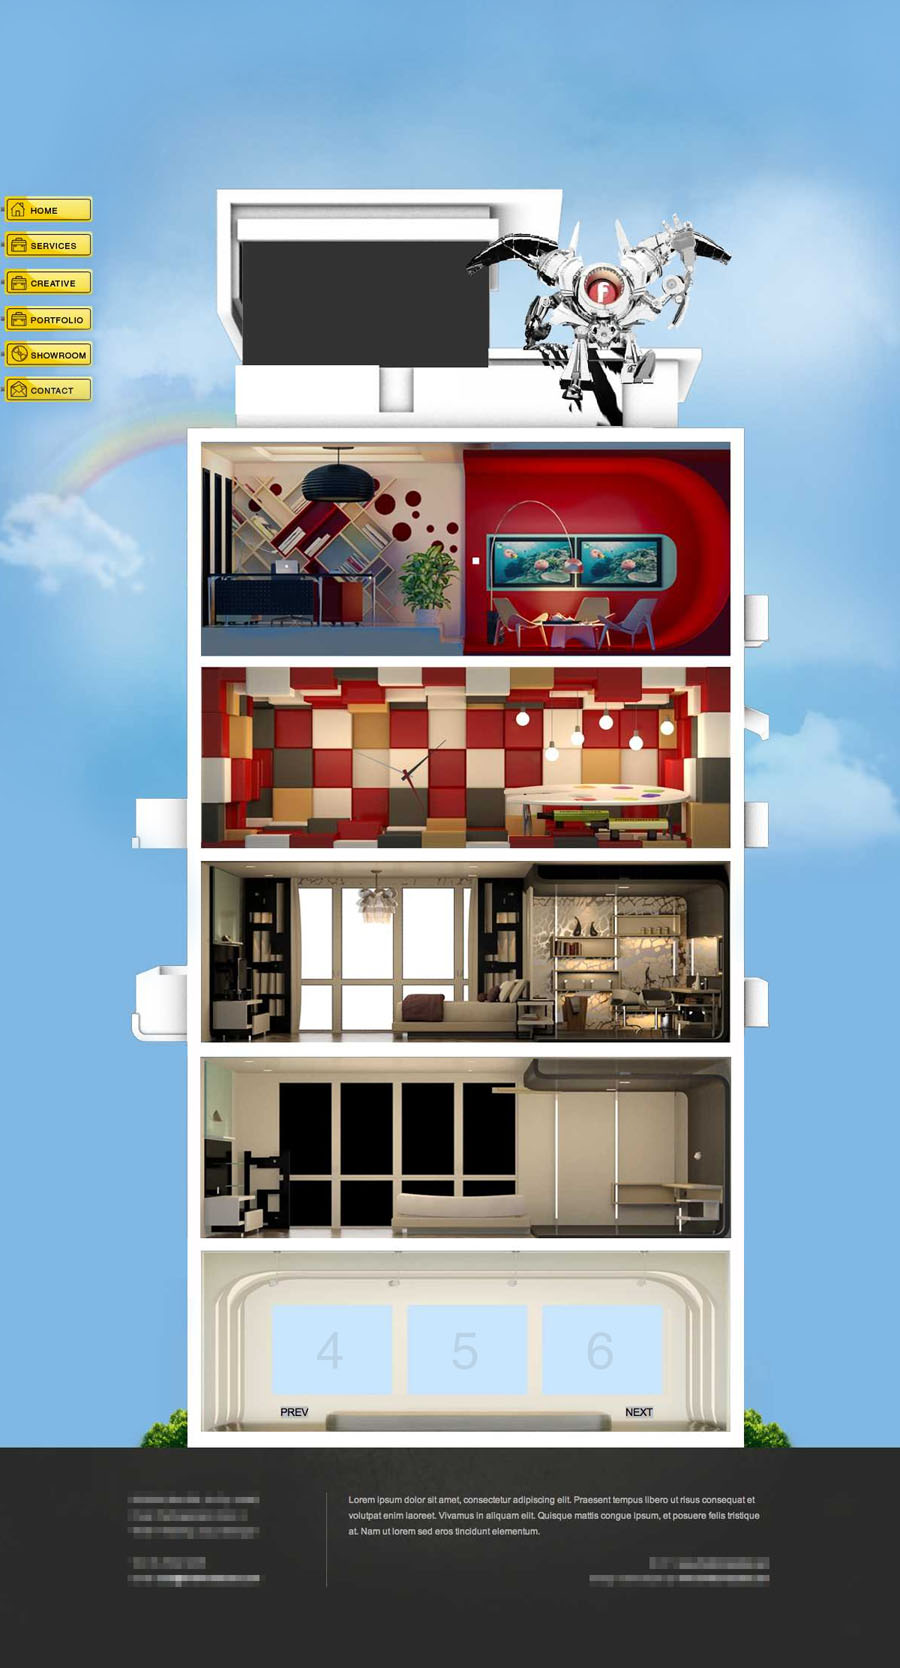 HOME
SERVICES
CREATIVE
PORTFOLIO
SHOWROOM
CONTACT
F
4 5 6
PREV NEXT
Lorem ipsum dolor sit amet, consectetur adipiscing elit. Praesent tempus libero ut risus consequat et
volutpat enim laoreet. Vivamus in aliquam elit. Quisque mattis congue ipsum, et posuere felis tristique
at. Nam ut lorem sed eros tincidunt elementum.